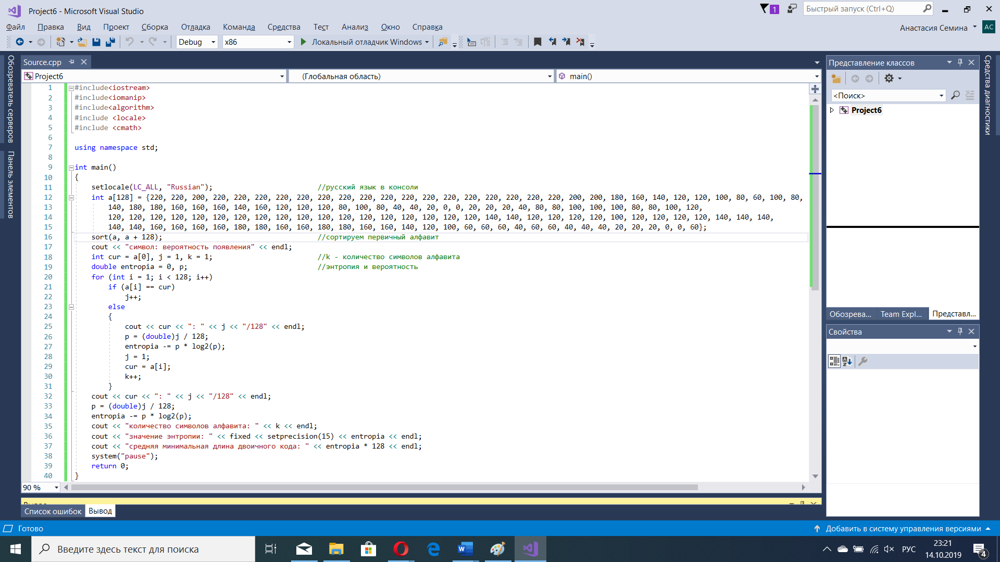 Project6 - Microsoft Visual Studio
1
Быстрый запуск (Ctrl+Q)
Файл Правка Вид Проект Сборка Отладка Команда Средства Тест Анализ Окно Справка
Анастасия Семина
АС
Debug x86 Локальный отладчик Windows
Обозреватель серверов
Панель элементов
Source.cpp
Project6 (Глобальная область) main()
1 #include<iostream>
2 #include<iomanip>
3 #include<algorithm>
4 #include <locale>
5 #include <cmath>
6
7 using namespace std;
8
9 int main()
10 {
11 setlocale(LC_ALL, "Russian"); //русский язык в консоли
12 int a[128] = {220, 220, 200, 220, 220, 220, 220, 220, 220, 220, 220, 220, 220, 220, 220, 220, 220, 220, 220, 220, 200, 200, 180, 160, 140, 120, 120, 100, 80, 60, 100, 80,
13 140, 180, 180, 160, 160, 160, 140, 160, 120, 120, 120, 80, 100, 80, 40, 40, 20, 0, 0, 20, 20, 20, 40, 80, 80, 100, 100, 100, 80, 80, 100, 120,
14 120, 120, 120, 120, 120, 120, 120, 120, 120, 120, 120, 120, 120, 120, 120, 120, 120, 120, 140, 140, 120, 120, 120, 120, 100, 120, 120, 120, 120, 140, 140, 140,
15 140, 140, 160, 160, 160, 160, 180, 180, 160, 160, 180, 180, 160, 160, 140, 120, 100, 60, 60, 60, 40, 60, 60, 40, 40, 40, 20, 20, 20, 0, 0, 60};
16 sort(a, a + 128); //сортируем первичный алфавит
17 cout << "символ: вероятность появления" << endl;
18 int cur = a[0], j = 1, k = 1; //k - количество символов алфавита
19 double entropia = 0, p; //энтропия и вероятность
20 for (int i = 1; i < 128; i++)
21 if (a[i] == cur)
22 j++;
23 else
24 {
25 cout << cur << ": " << j << "/128" << endl;
26 p = (double)j / 128;
27 entropia -= p * log2(p);
28 j = 1;
29 cur = a[i];
30 k++;
31 }
32 cout << cur << ": " << j << "/128" << endl;
33 p = (double)j / 128;
34 entropia -= p * log2(p);
35 cout << "количество символов алфавита: " << k << endl;
36 cout << "значение энтропии: " << fixed << setprecision(15) << entropia << endl;
37 cout << "средняя минимальная длина двоичного кода: " << entropia * 128 << endl;
38 system("pause");
39 return 0;
40 }
90 %
Вывод
Список ошибок Вывод
Представление классов
<Поиск>
Project6
Обозрева... Team Expl... Представл...
Свойства
Средства диагностики
Готово
Добавить в систему управления версиями
Введите здесь текст для поиска
РУС
23:21
14.10.2019
4